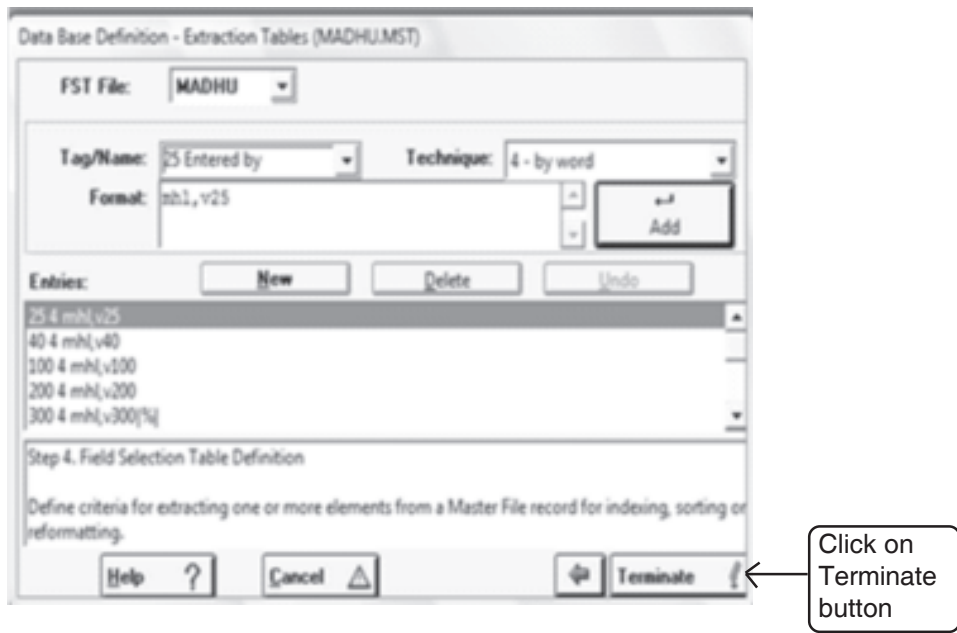 Data Base Definition - Extraction Tables (MADHU.MST)
FST File: MADHU
Tag/Name: 25 Entered by Technique: 4 - by word
Format: mhl,v25
Add
Entries: New Delete Undo
25 4 mhl,v25
40 4 mhl,v40
100 4 mhl,v100
200 4 mhl,v200
300 4 mhl,v300|%|
Step 4. Field Selection Table Definition
Define criteria for extracting one or more elements from a Master File record for indexing, sorting or
reformatting.
Help ? Cancel Terminate !
Click on
Terminate
button